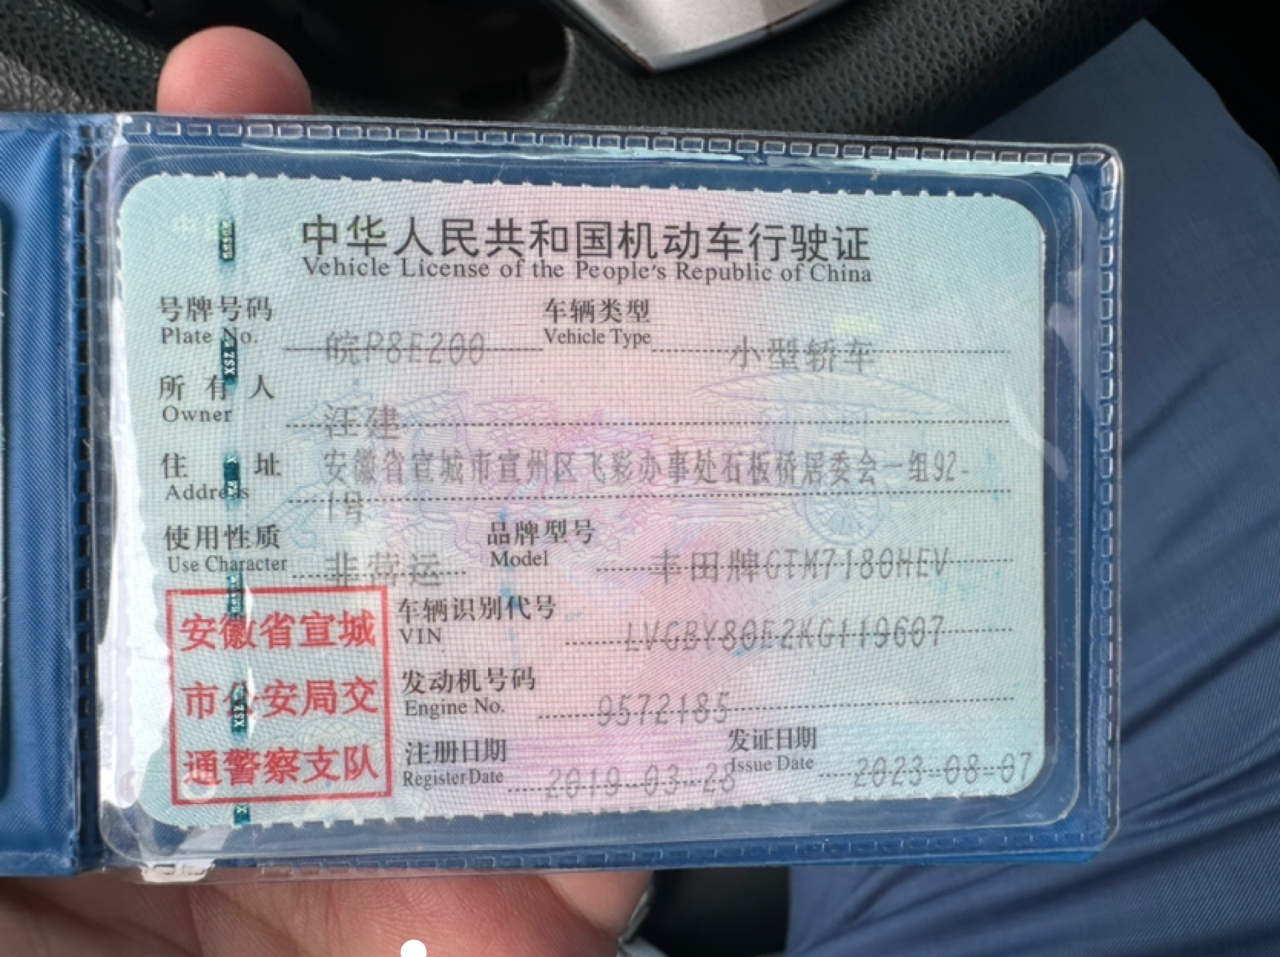 中华人民共和国机动车行驶证
Vehicle License of the People's Republic of China
号牌号码 皖P8E200 车辆类型 小型轿车
Plate No. Vehicle Type
所有人 汪建
Owner
住址 安徽省宣城市宣州区飞彩办事处石板桥居委会一组92-
Address 1号
使用性质 非营运 品牌型号 丰田牌GTM7180HEV
Use Character Model
车辆识别代号 LVGBY80E2KG119607
VIN
发动机号码 9572185
Engine No.
注册日期 2019-03-28 发证日期 2023-08-07
Register Date Issue Date
安徽省宣城
市公安局交
通警察支队